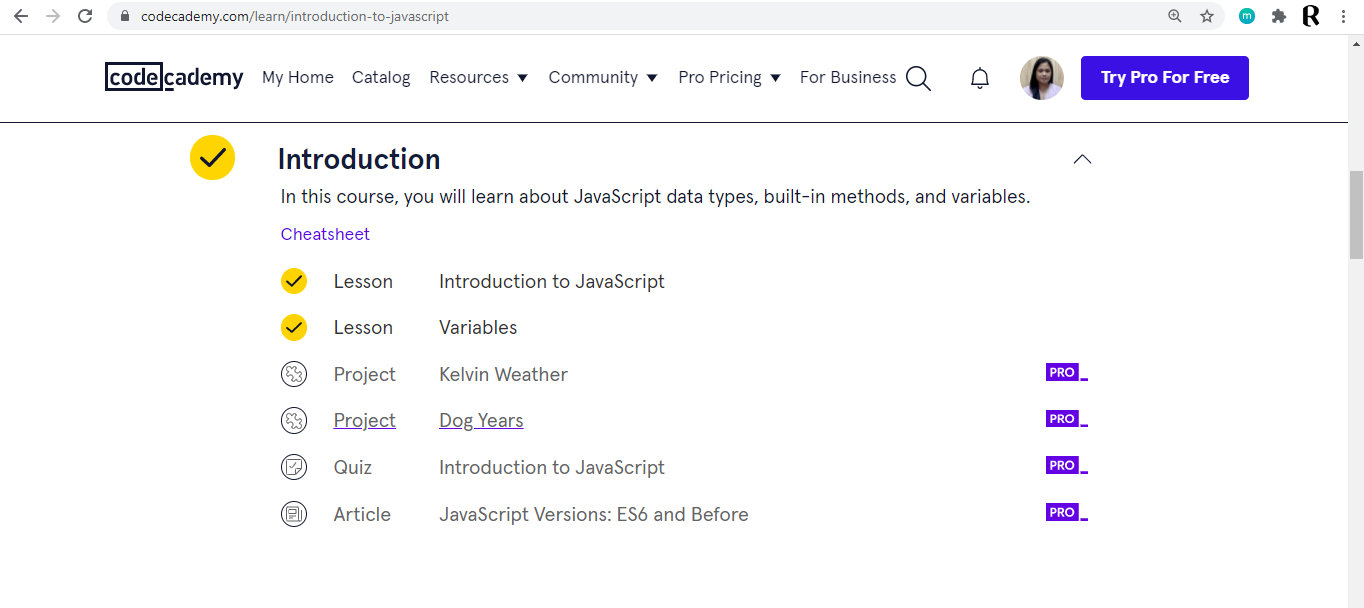 codecademy.com/learn/introduction-to-javascript
m R
codecademy My Home Catalog Resources Community Pro Pricing For Business Try Pro For Free
Introduction
In this course, you will learn about JavaScript data types, built-in methods, and variables.
Cheatsheet
Lesson Introduction to JavaScript
Lesson Variables
Project Kelvin Weather PRO
Project Dog Years PRO
Quiz Introduction to JavaScript PRO
Article JavaScript Versions: ES6 and Before PRO